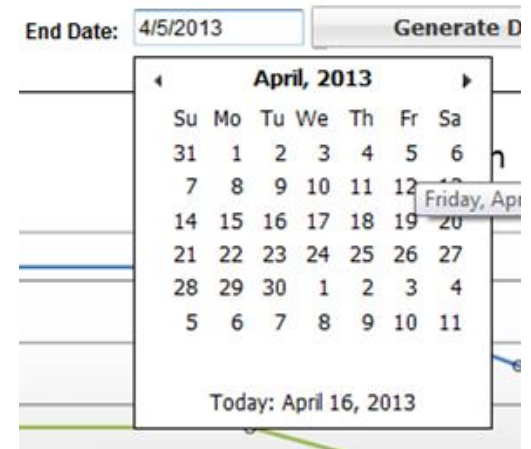 End Date: 4/5/2013 Generate D
April, 2013
Su Mo Tu We Th Fr Sa
31 1 2 3 4 5 6
n
7 8 9 10 11 12
Friday, Apr
14 15 16 17 18 19 20
21 22 23 24 25 26 27
28 29 30 1 2 3 4
5 6 7 8 9 10 11
Today: April 16, 2013